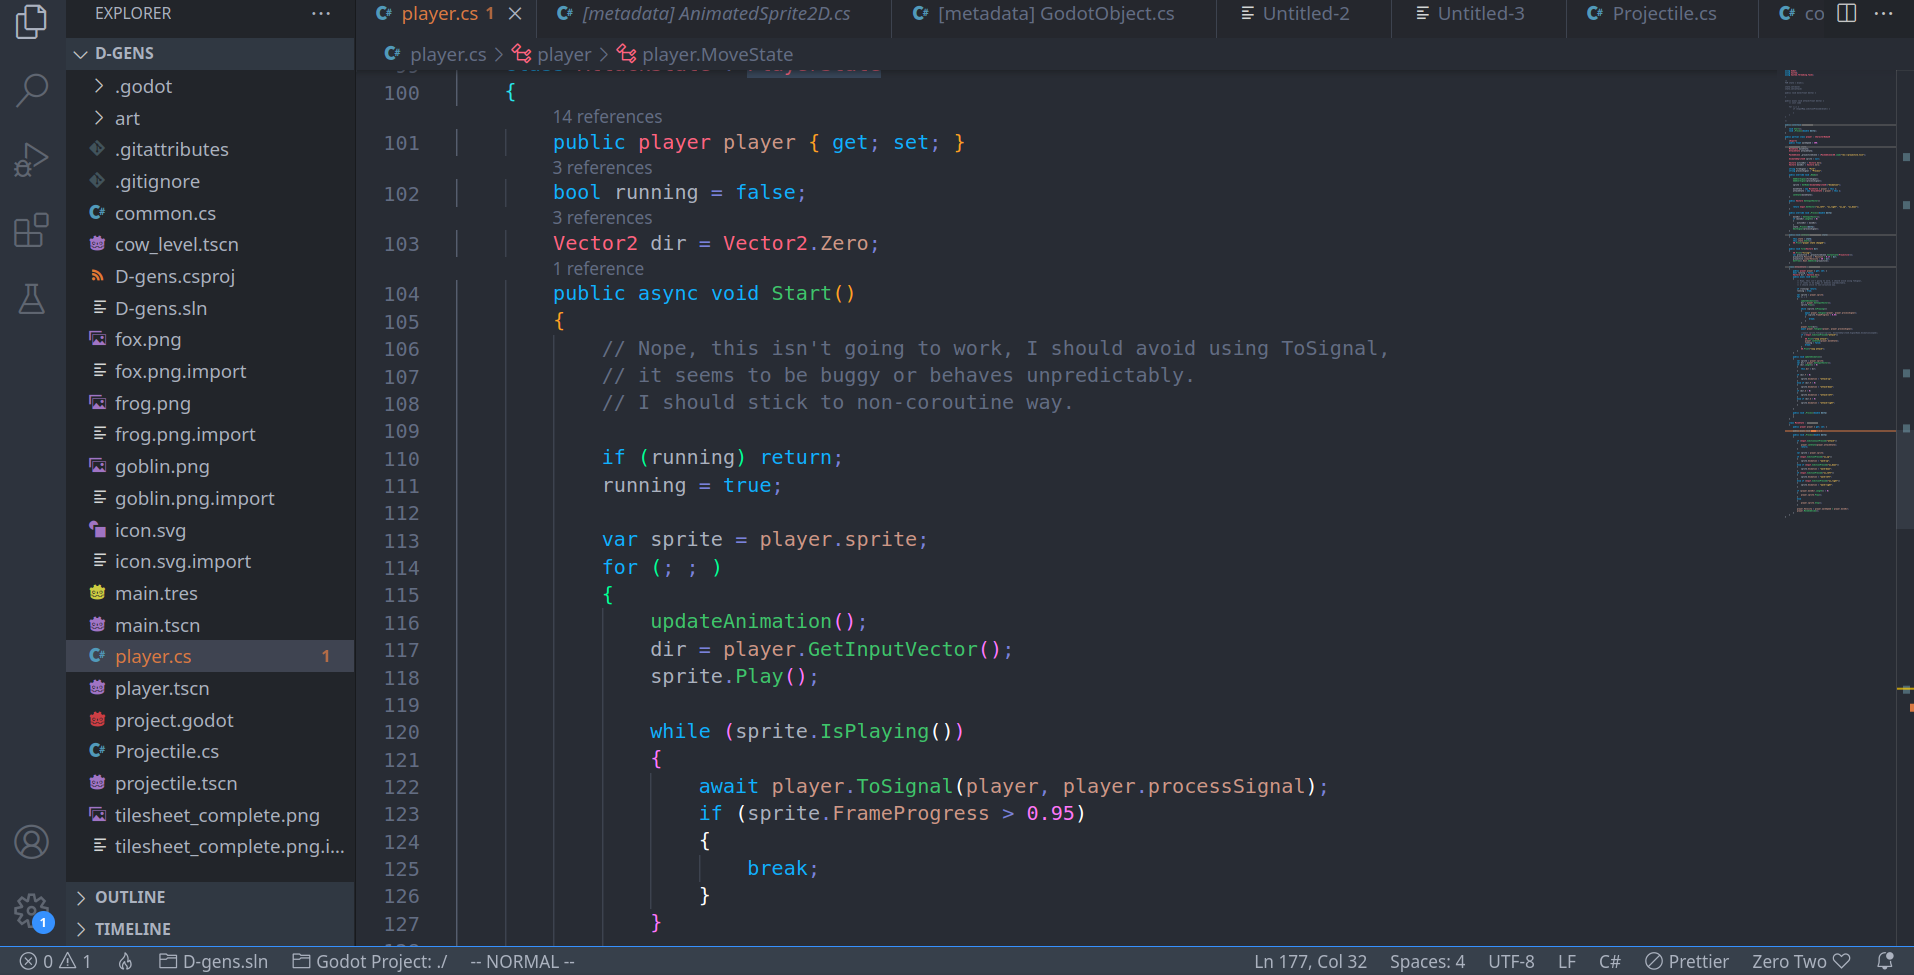 EXPLORER
D-GENS
.godot
art
.gitattributes
.gitignore
common.cs
cow_level.tscn
D-gens.csproj
D-gens.sln
fox.png
fox.png.import
frog.png
frog.png.import
goblin.png
goblin.png.import
icon.svg
icon.svg.import
main.tres
main.tscn
player.cs 1
player.tscn
project.godot
Projectile.cs
projectile.tscn
tilesheet_complete.png
tilesheet_complete.png.i...
OUTLINE
TIMELINE
1
player.cs 1 [metadata] AnimatedSprite2D.cs [metadata] GodotObject.cs Untitled-2 Untitled-3 Projectile.cs co
player.cs > player > player.MoveState
100 {
14 references
101 public player player { get; set; }
3 references
102 bool running = false;
3 references
103 Vector2 dir = Vector2.Zero;
1 reference
104 public async void Start()
105 {
106 // Nope, this isn't going to work, I should avoid using ToSignal,
107 // it seems to be buggy or behaves unpredictably.
108 // I should stick to non-coroutine way.
109
110 if (running) return;
111 running = true;
112
113 var sprite = player.sprite;
114 for (; ; )
115 {
116 updateAnimation();
117 dir = player.GetInputVector();
118 sprite.Play();
119
120 while (sprite.IsPlaying())
121 {
122 await player.ToSignal(player, player.processSignal);
123 if (sprite.FrameProgress > 0.95)
124 {
125 break;
126 }
127 }
0 1 D-gens.sln Godot Project: ./ -- NORMAL -- Ln 177, Col 32 Spaces: 4 UTF-8 LF C# Prettier Zero Two